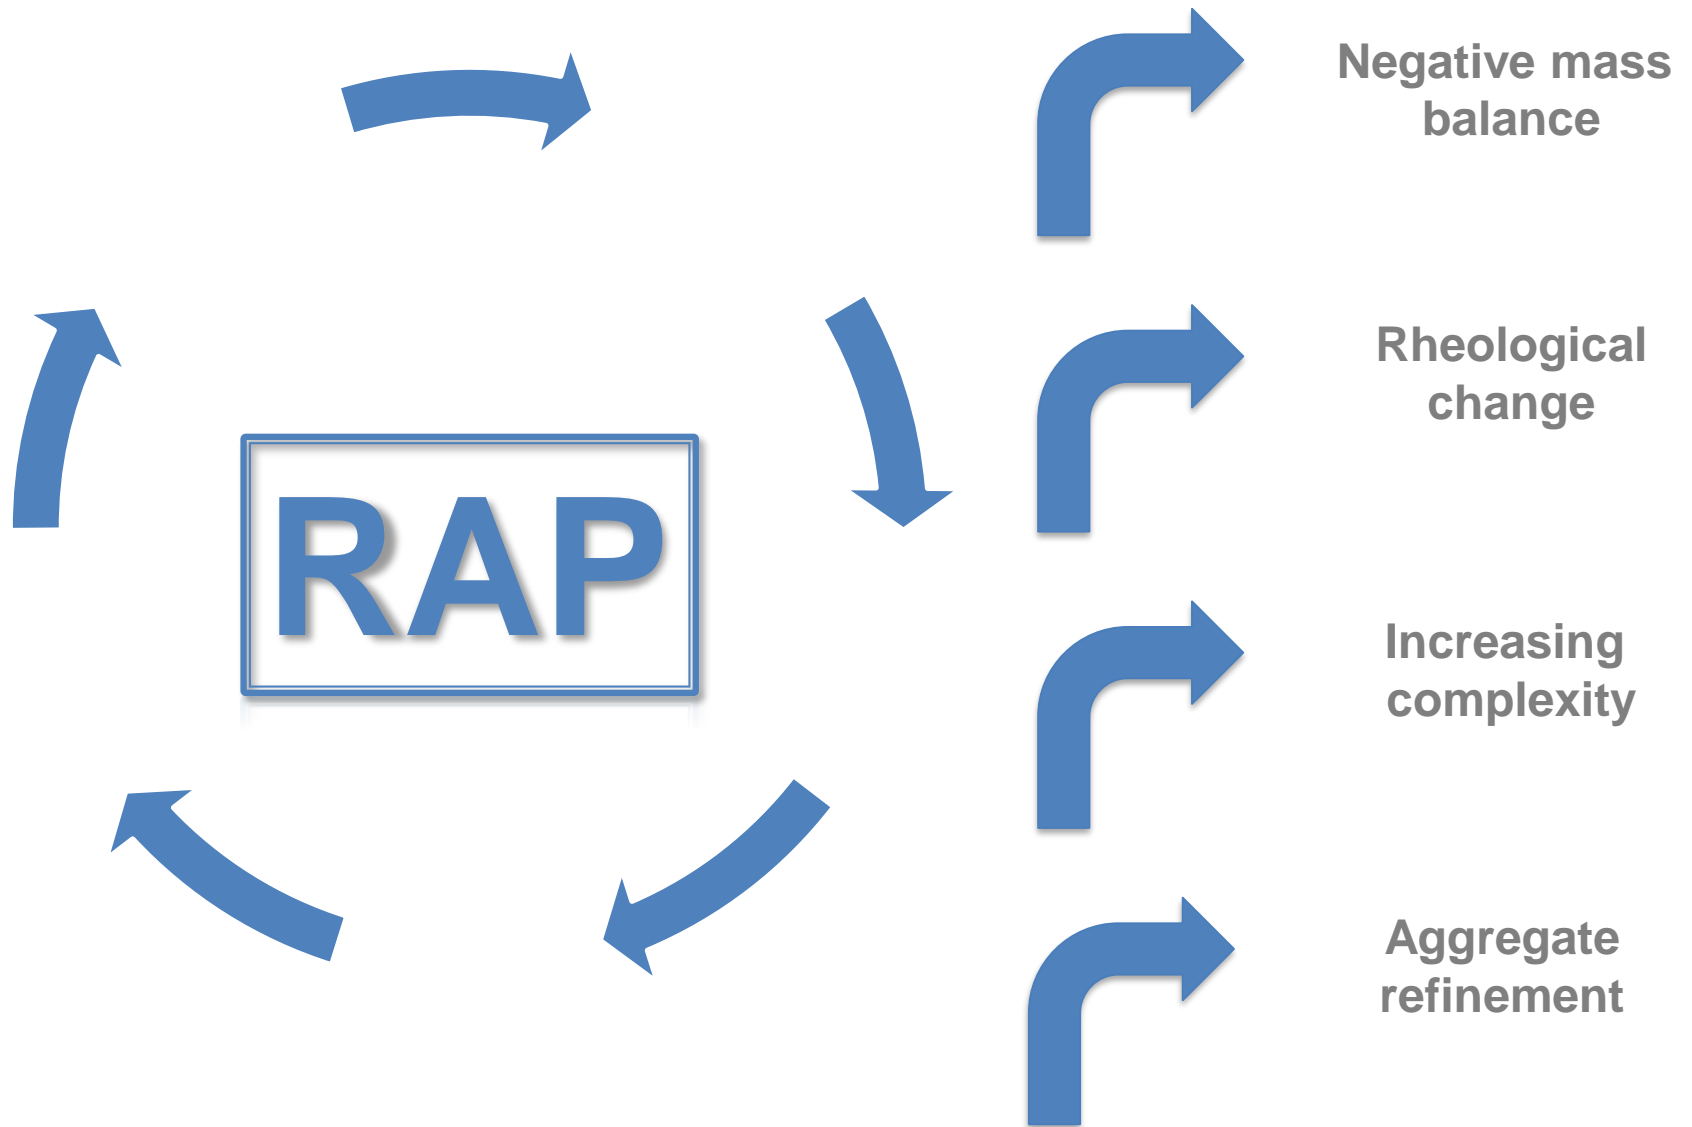 RAP
Negative mass
balance
Rheological
change
Increasing
complexity
Aggregate
refinement